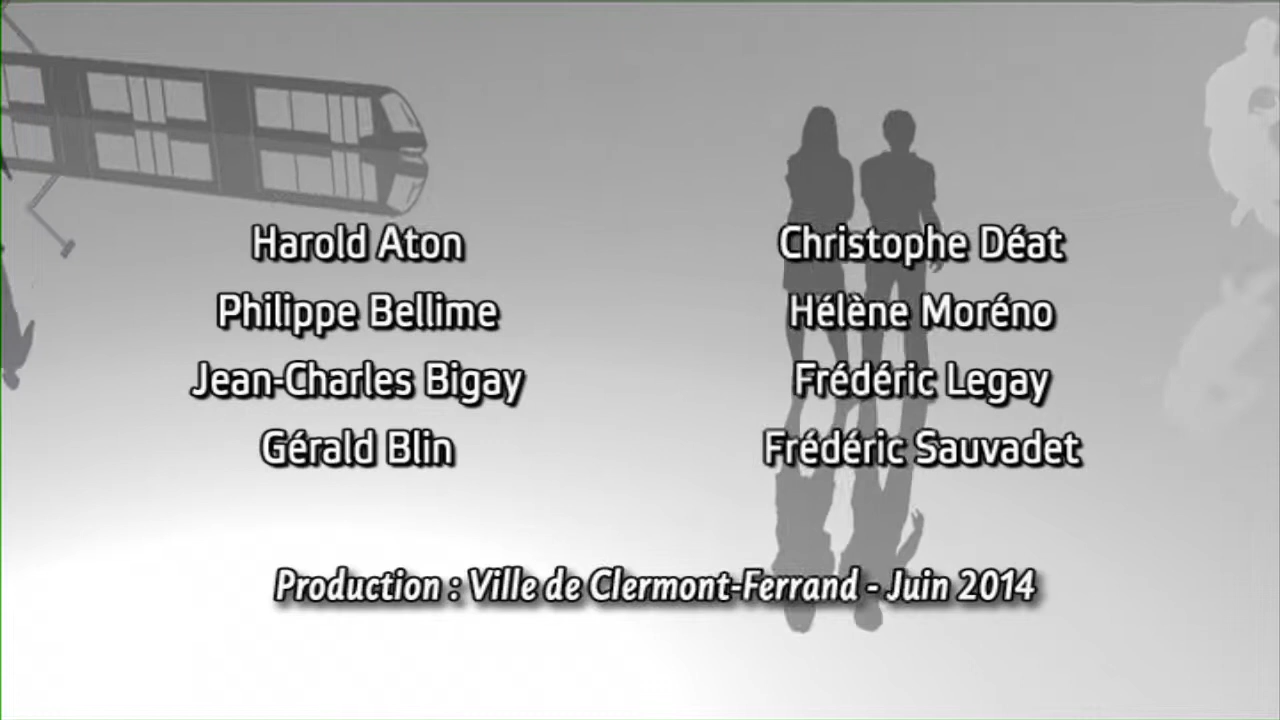 Harold Aton
Philippe Bellime
Jean-Charles Bigay
Gérald Blin
Christophe Déat
Hélène Moréno
Frédéric Legay
Frédéric Sauvadet
Production : Ville de Clermont-Ferrand - Juin 2014